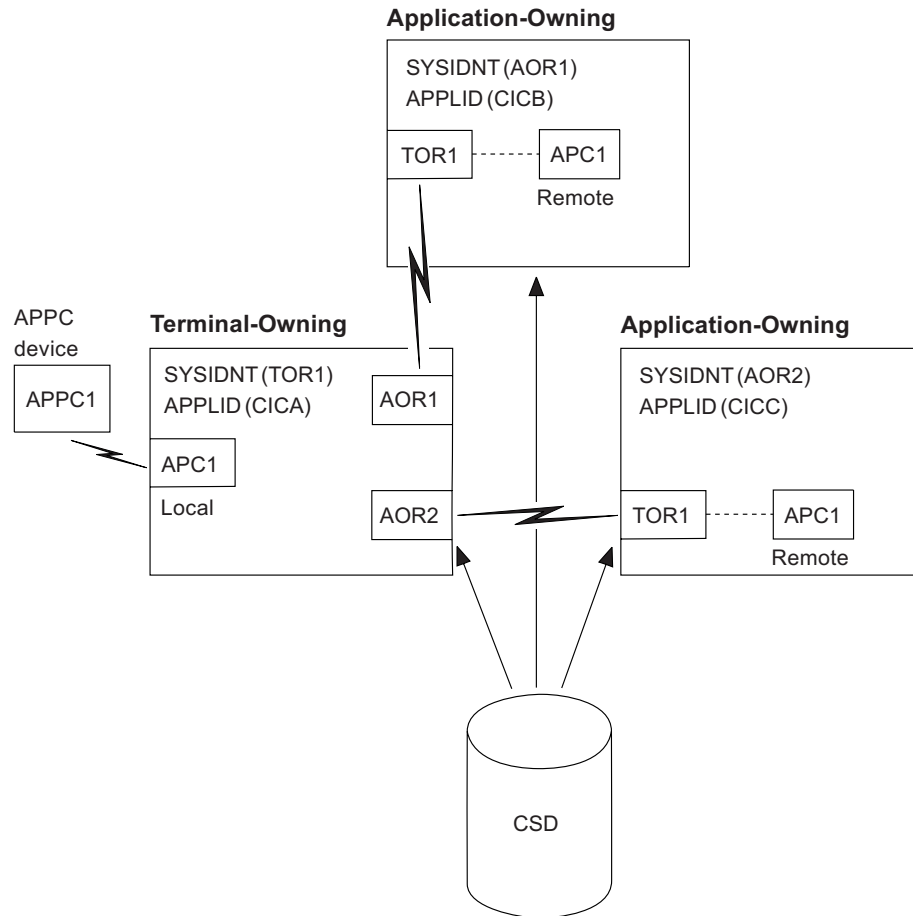 Application-Owning
SYSIDNT (AOR1)
APPLID (CICB)
TOR1
APC1
Remote
APPC
device
APPC1
Terminal-Owning
SYSIDNT (TOR1)
APPLID (CICA)
AOR1
APC1
Local
AOR2
Application-Owning
SYSIDNT (AOR2)
APPLID (CICC)
TOR1
APC1
Remote
CSD